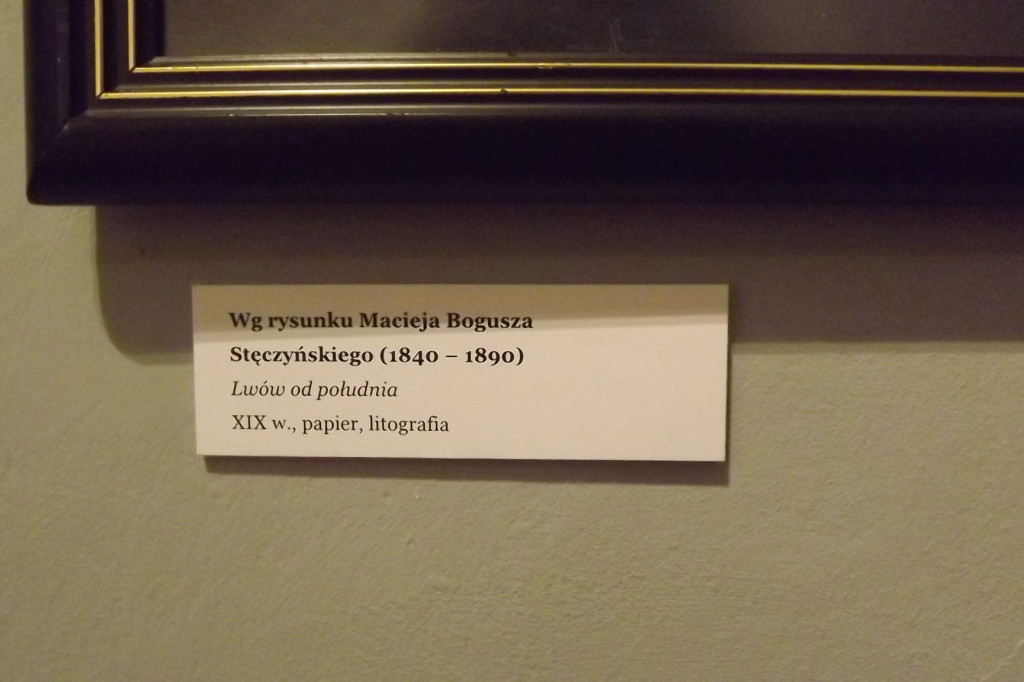 Wg rysunku Macieja Bogusza
Stęczyńskiego (1840 – 1890)
Lwów od południa
XIX w., papier, litografia